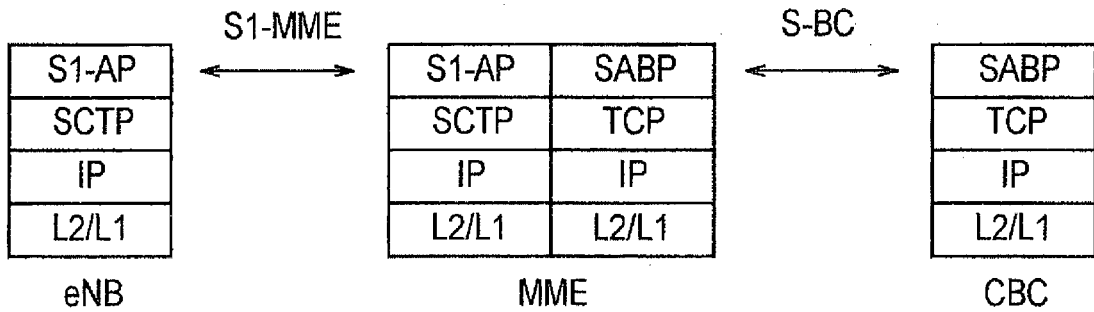 S1-MME S-BC
S1-AP S1-AP SABP SABP
SCTP SCTP TCP TCP
IP IP IP IP
L2/L1 L2/L1 L2/L1 L2/L1
eNB MME CBC